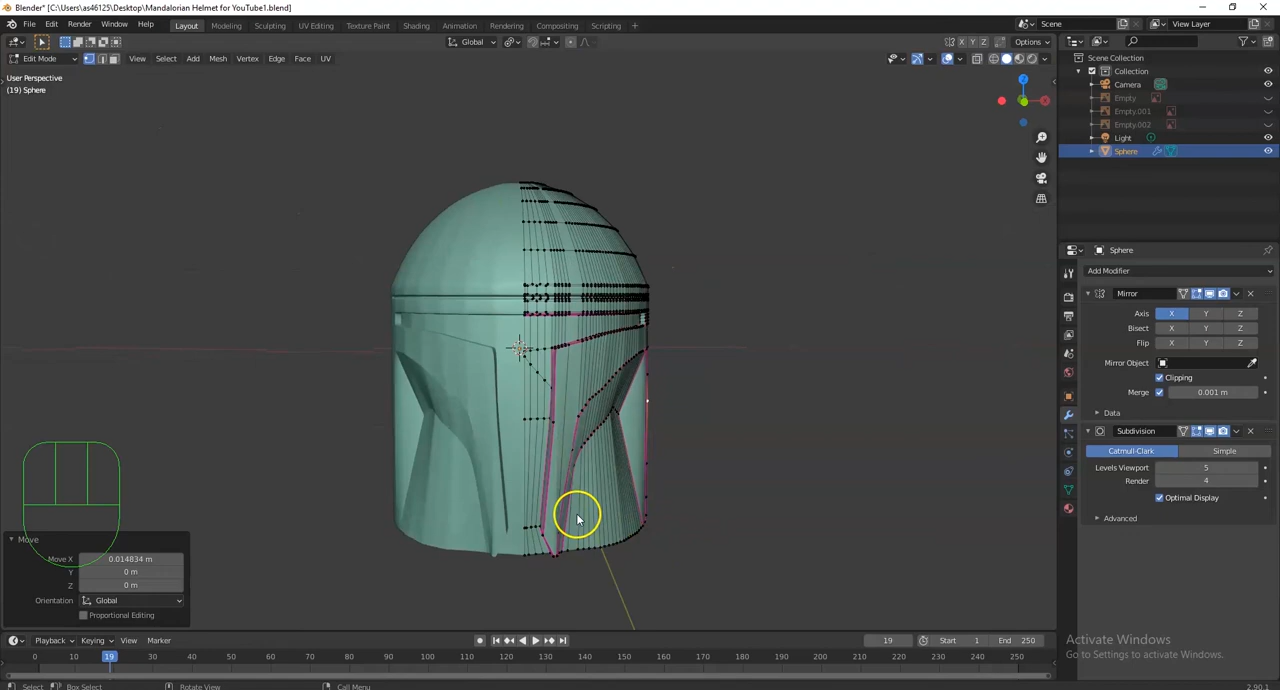 Blender* [C:\Users\as46125\Desktop\Mandalorian Helmet for YouTube1.blend]
File Edit Render Window Help Layout Modeling Sculpting UV Editing Texture Paint Shading Animation Rendering Compositing Scripting + Scene View Layer
Global X Y Z Options
Edit Mode View Select Add Mesh Vertex Edge Face UV
User Perspective
(19) Sphere
Z
X
Scene Collection
Collection
Camera
Empty
Empty.001
Empty.002
Light
Sphere
Sphere
Add Modifier
Mirror
Axis X Y Z
Bisect X Y Z
Flip X Y Z
Mirror Object
Clipping
Merge 0.001 m
Data
Subdivision
Catmull-Clark Simple
Levels Viewport 5
Render 4
Optimal Display
Advanced
Move
Move X 0.014834 m
Y 0 m
Z 0 m
Orientation Global
Proportional Editing
Activate Windows
Go to Settings to activate Windows.
Playback Keying View Marker 19 Start 1 End 250
0 10 19 30 40 50 60 70 80 90 100 110 120 130 140 150 160 170 180 190 200 210 220 230 240 250
Select Box Select Rotate View Call Menu 2.90.1